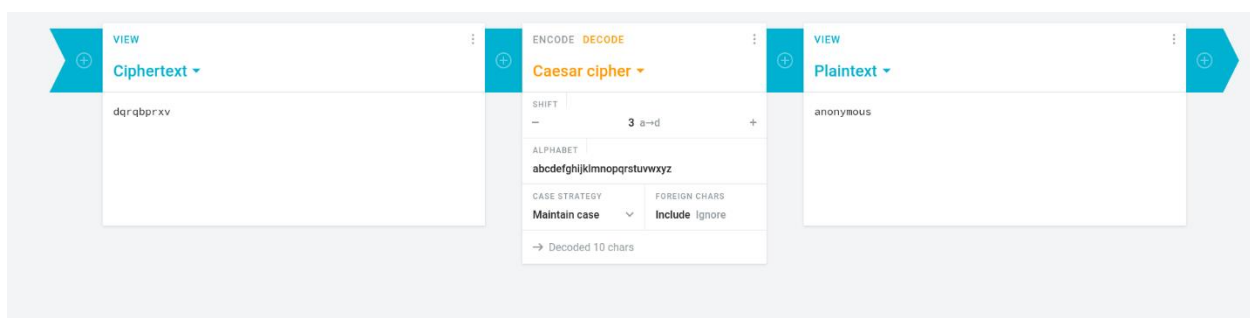 VIEW
Ciphertext
dqrqbprxv
ENCODE DECODE
Caesar cipher
SHIFT
− 3 a→d +
ALPHABET
abcdefghijklmnopqrstuvwxyz
CASE STRATEGY FOREIGN CHARS
Maintain case Include Ignore
→ Decoded 10 chars
VIEW
Plaintext
anonymous